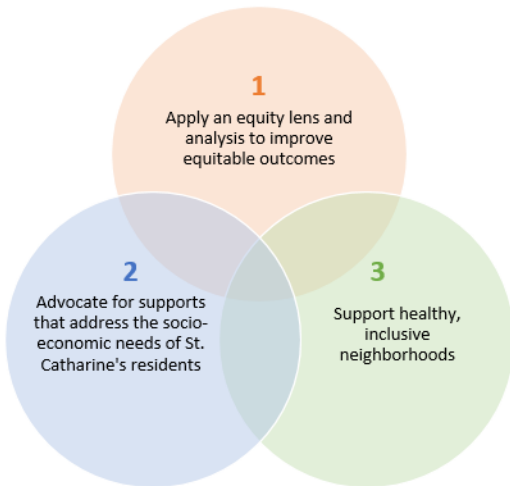 1
Apply an equity lens and
analysis to improve
equitable outcomes
2
Advocate for supports
that address the socio-
economic needs of St.
Catharine's residents
3
Support healthy,
inclusive
neighborhoods